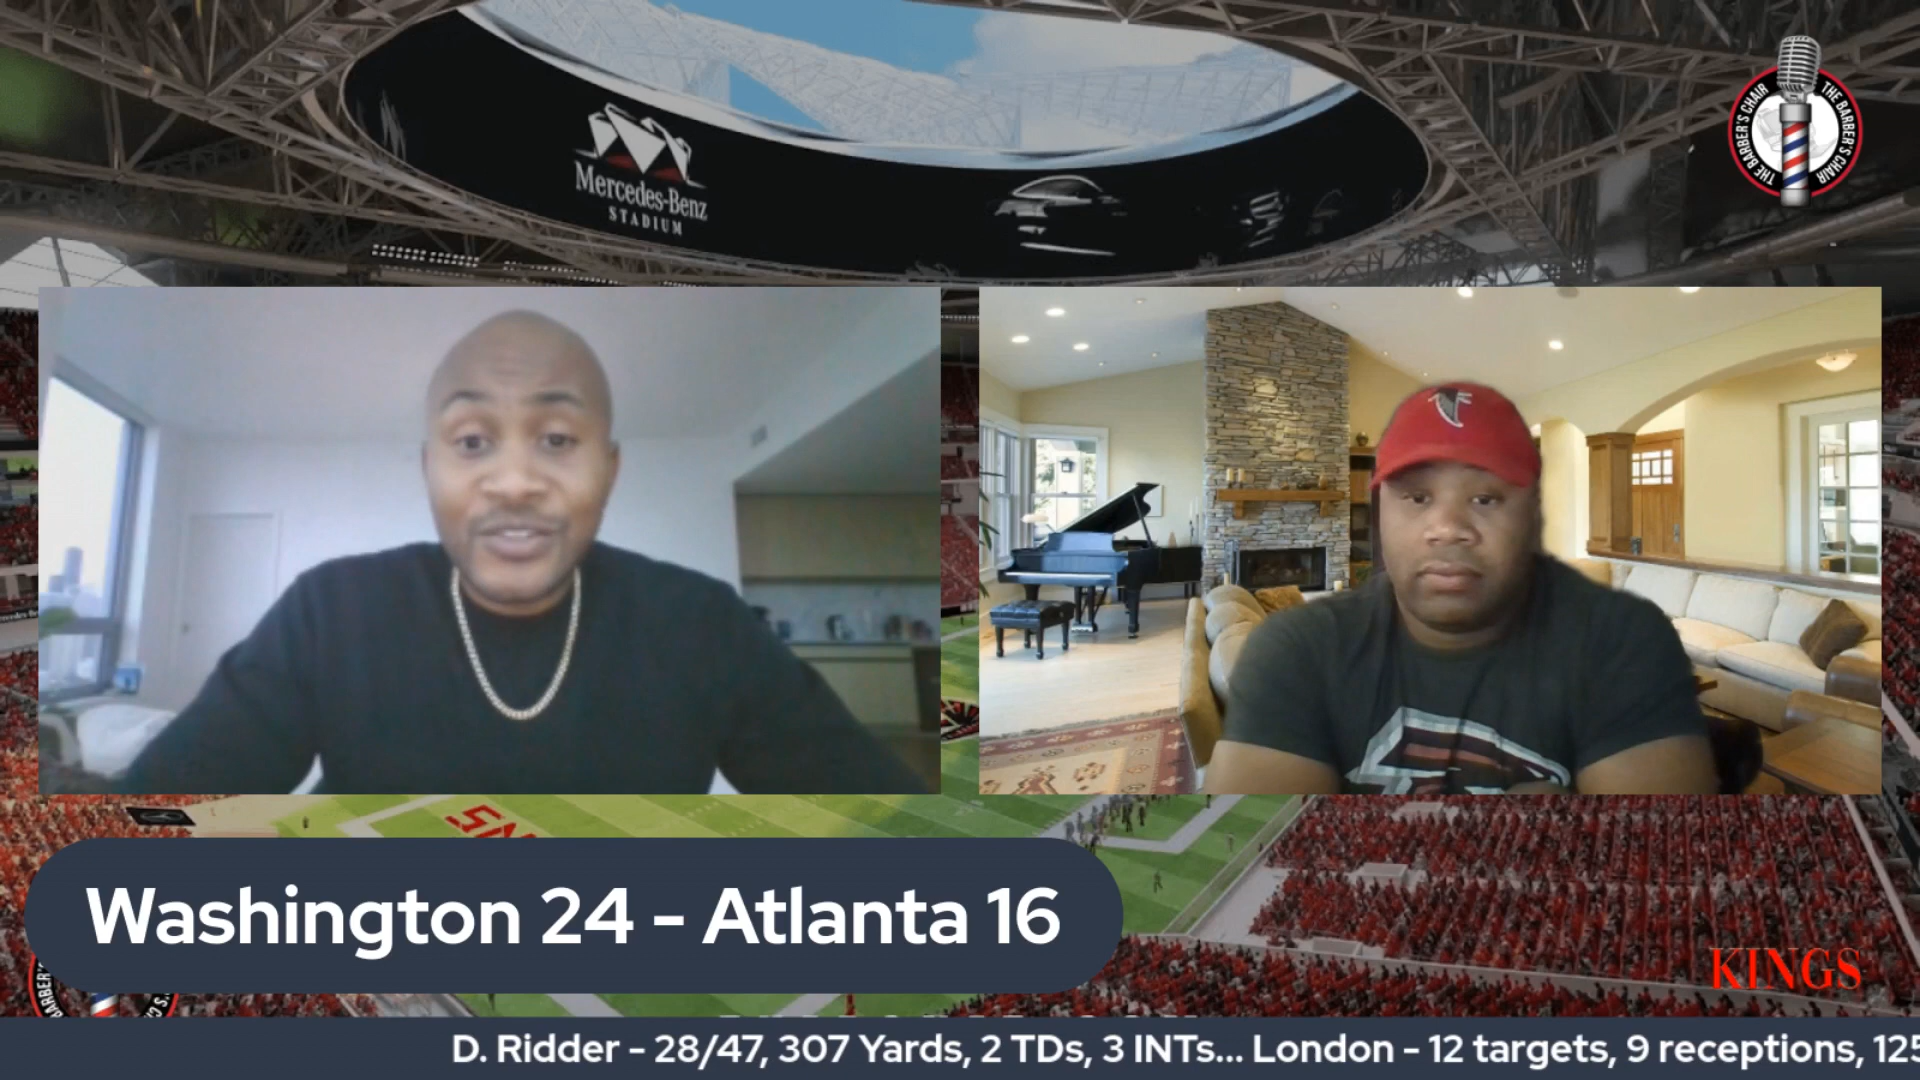 Mercedes-Benz
STADIUM
THE BARBER'S CHAIR
THE BARBER'S CHAIR
Washington 24 - Atlanta 16
KINGS
D. Ridder - 28/47, 307 Yards, 2 TDs, 3 INTs... London - 12 targets, 9 receptions, 125